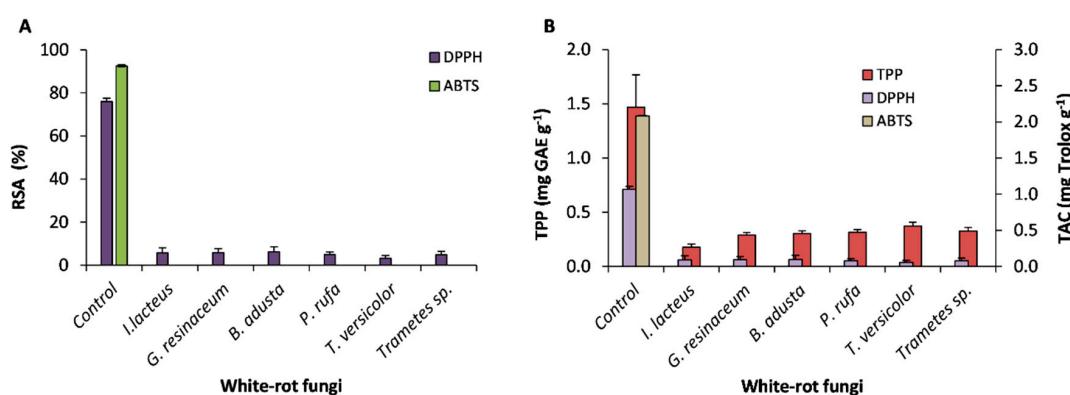 A
RSA (%)
100
80
60
40
20
0
DPPH
ABTS
Control
I.lacteus
G. resinaceum
B. adusta
P. rufa
T. versicolor
Trametes sp.
White-rot fungi
B
TPP (mg GAE g⁻¹)
2.0
1.5
1.0
0.5
0.0
TPP
DPPH
ABTS
3.0
2.5
2.0
1.5
1.0
0.5
0.0
TAC (mg Trolox g⁻¹)
Control
I. lacteus
G. resinaceum
B. adusta
P. rufa
T. versicolor
Trametes sp.
White-rot fungi